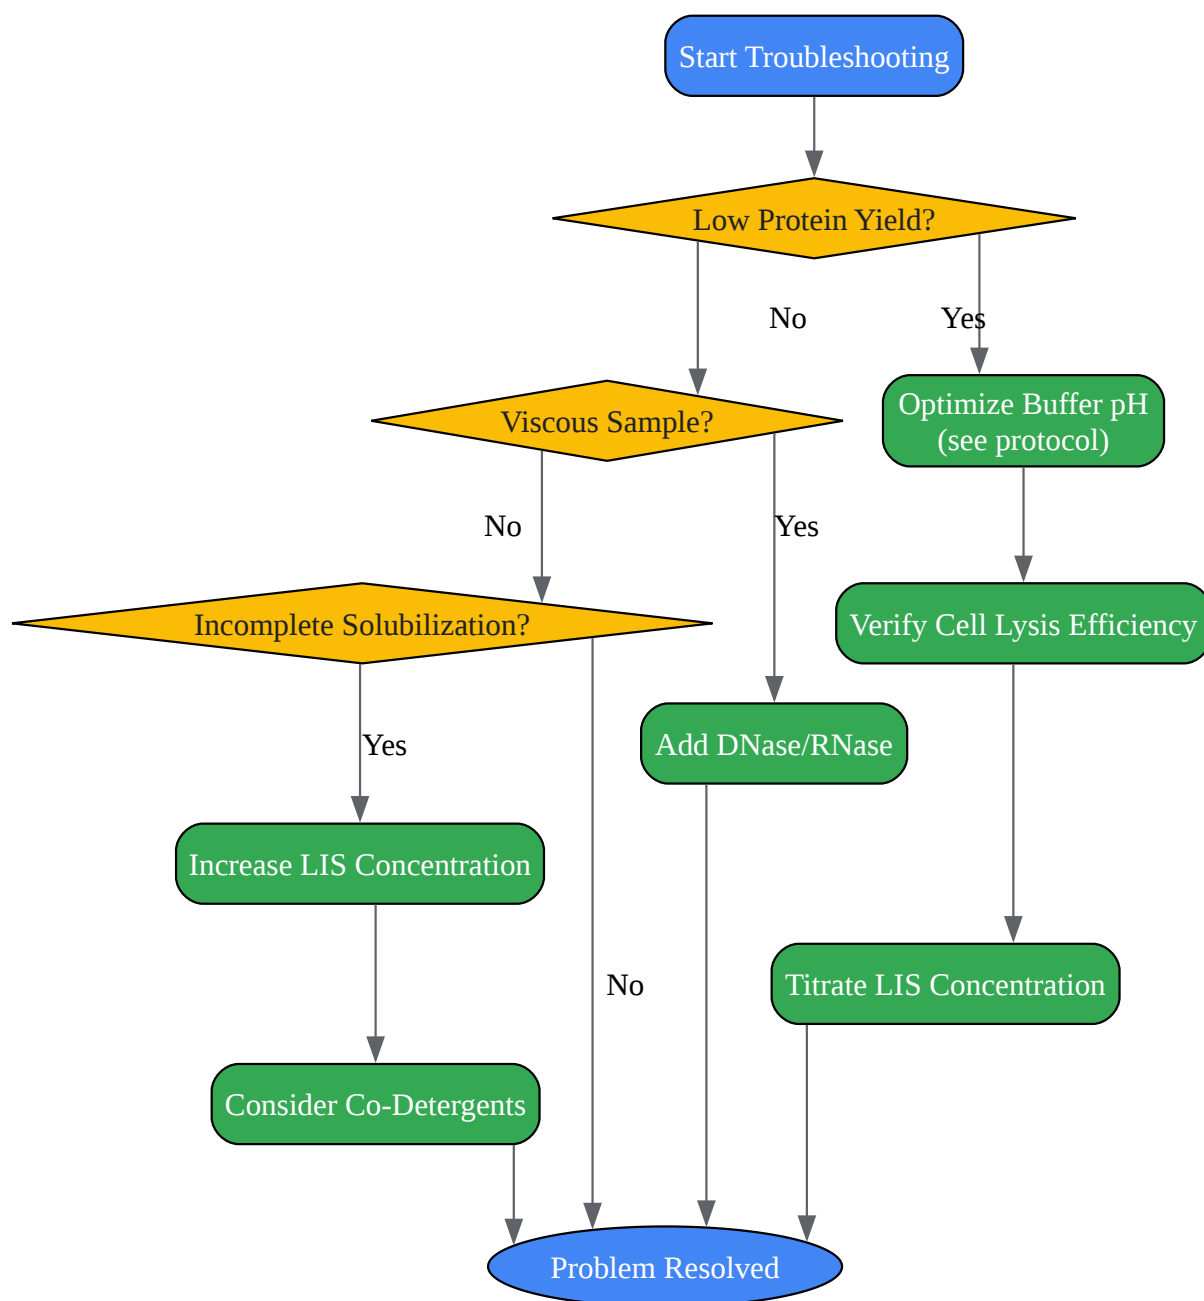 Start Troubleshooting
Low Protein Yield?
No
Yes
Optimize Buffer pH
(see protocol)
Viscous Sample?
No
Yes
Incomplete Solubilization?
Verify Cell Lysis Efficiency
Yes
Add DNase/RNase
Increase LIS Concentration
No
Titrate LIS Concentration
Consider Co-Detergents
Problem Resolved